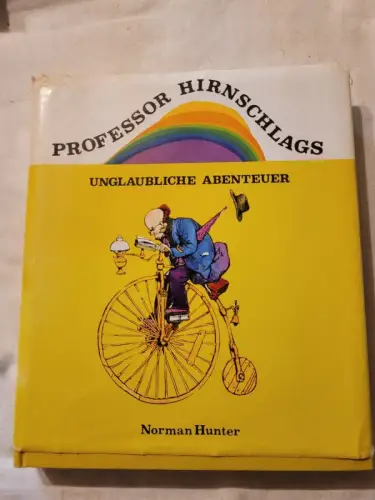 PROFESSOR HIRNSCHLAGS
UNGLAUBLICHE ABENTEUER
Norman Hunter